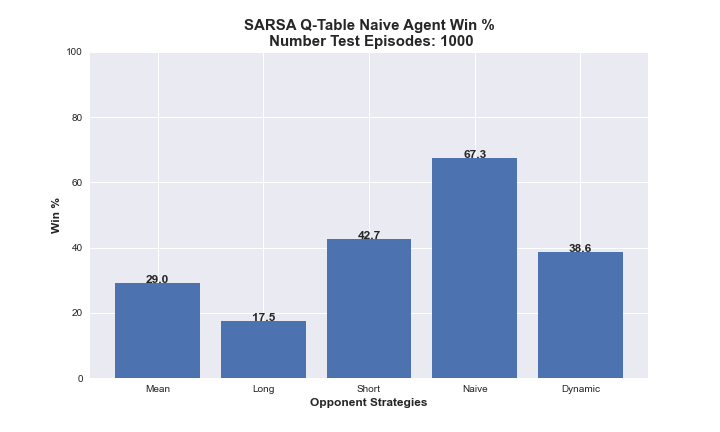 SARSA Q-Table Naive Agent Win %
Number Test Episodes: 1000
100
80
60
40
20
0
Win %
29.0
17.5
42.7
67.3
38.6
Mean
Long
Short
Naive
Dynamic
Opponent Strategies